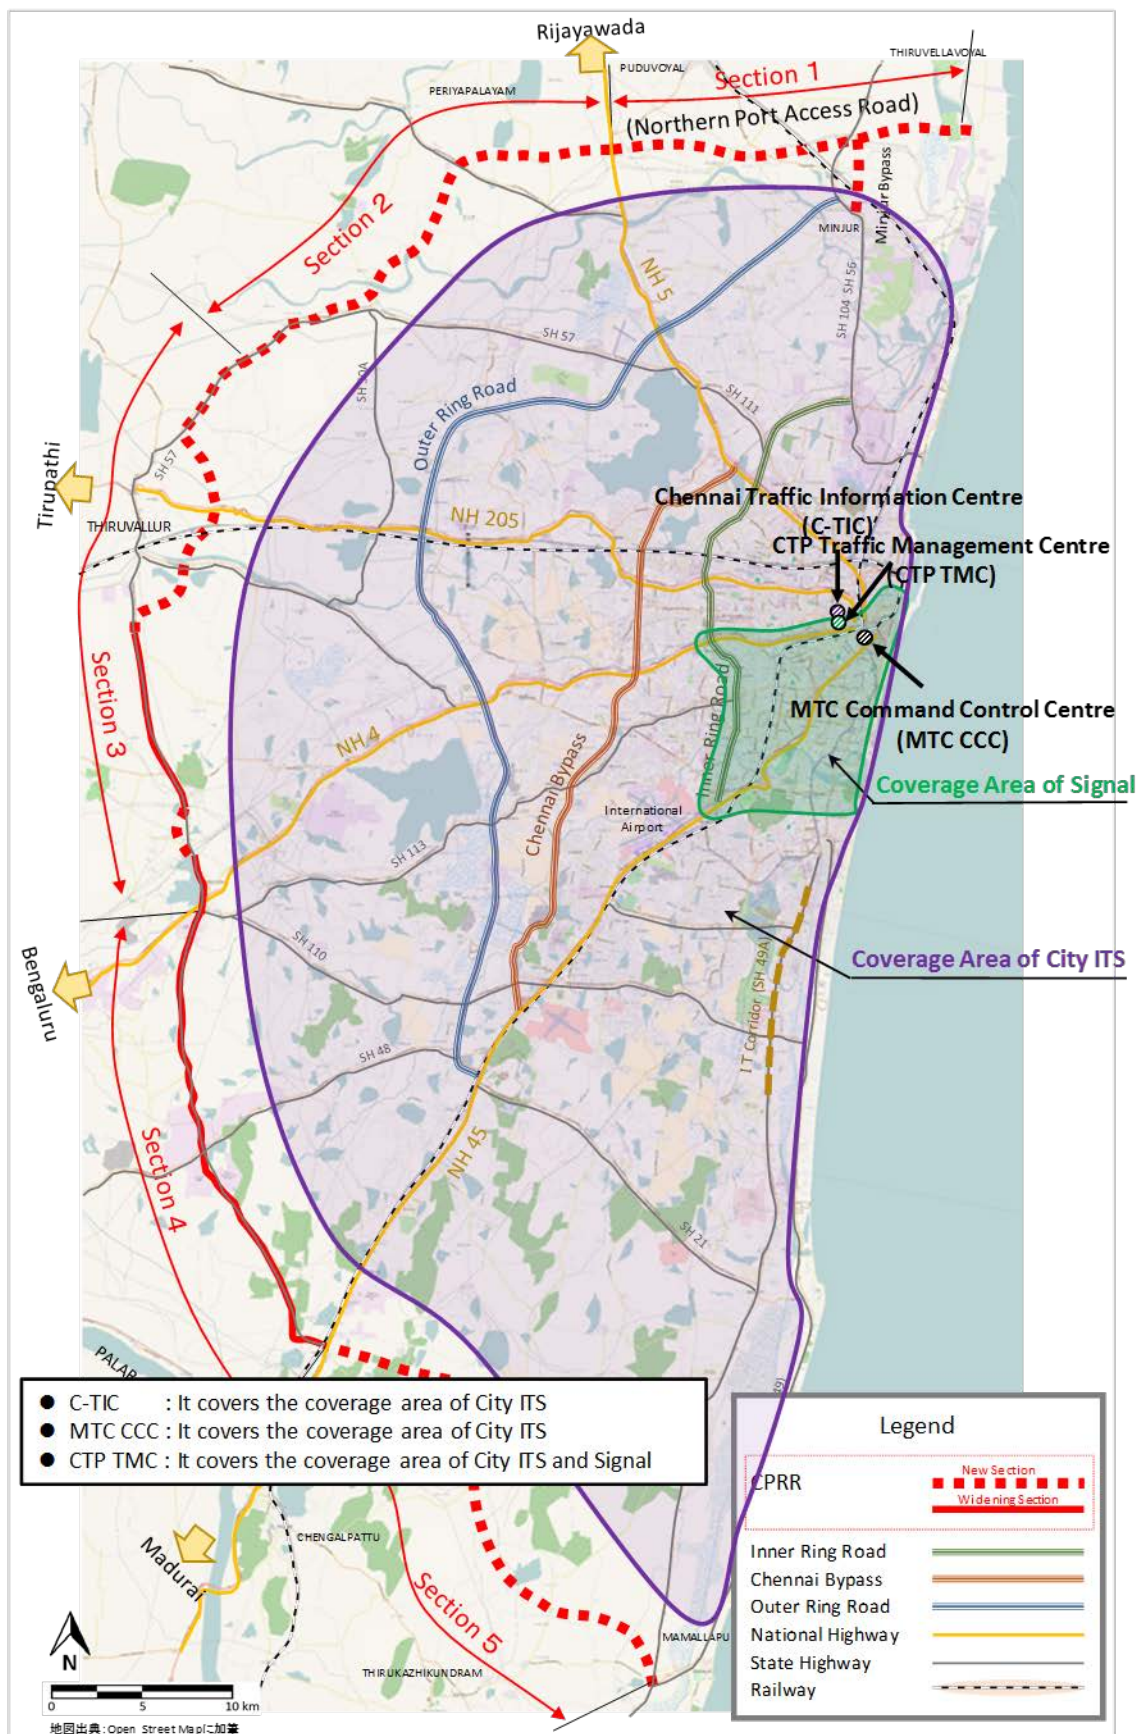 Rijayawada
THIRUVELLAVOYAL
PUDUVOYAL
Section 1
PERIYAPALAYAM
(Northern Port Access Road)
Minjur Bypass
Section 2
MINJUR
NH 5
SH 104 SH 56
SH 57
SH 50A
SH 111
Outer Ring Road
Tirupathi
SH 57
THIRUVALLUR
NH 205
Chennai Traffic Information Centre
(C-TIC)
CTP Traffic Management Centre
(CTP TMC)
Section 3
Inner Ring Road
MTC Command Control Centre
(MTC CCC)
NH 4
Chennai Bypass
Coverage Area of Signal
International
Airport
SH 113
SH 110
Bengaluru
I T Corridor (SH 49A)
Coverage Area of City ITS
SH 48
Section 4
NH 45
SH 21
PALAR
49)
● C-TIC : It covers the coverage area of City ITS
● MTC CCC : It covers the coverage area of City ITS
● CTP TMC : It covers the coverage area of City ITS and Signal
Legend
CPRR
New Section
Widening Section
Inner Ring Road
Chennai Bypass
Outer Ring Road
National Highway
State Highway
Railway
CHENGALPATTU
Madurai
Section 5
MAMALLAPU
THIRUKAZHIKUNDRAM
N
0 5 10 km
地図出典:Open Street Mapに加筆